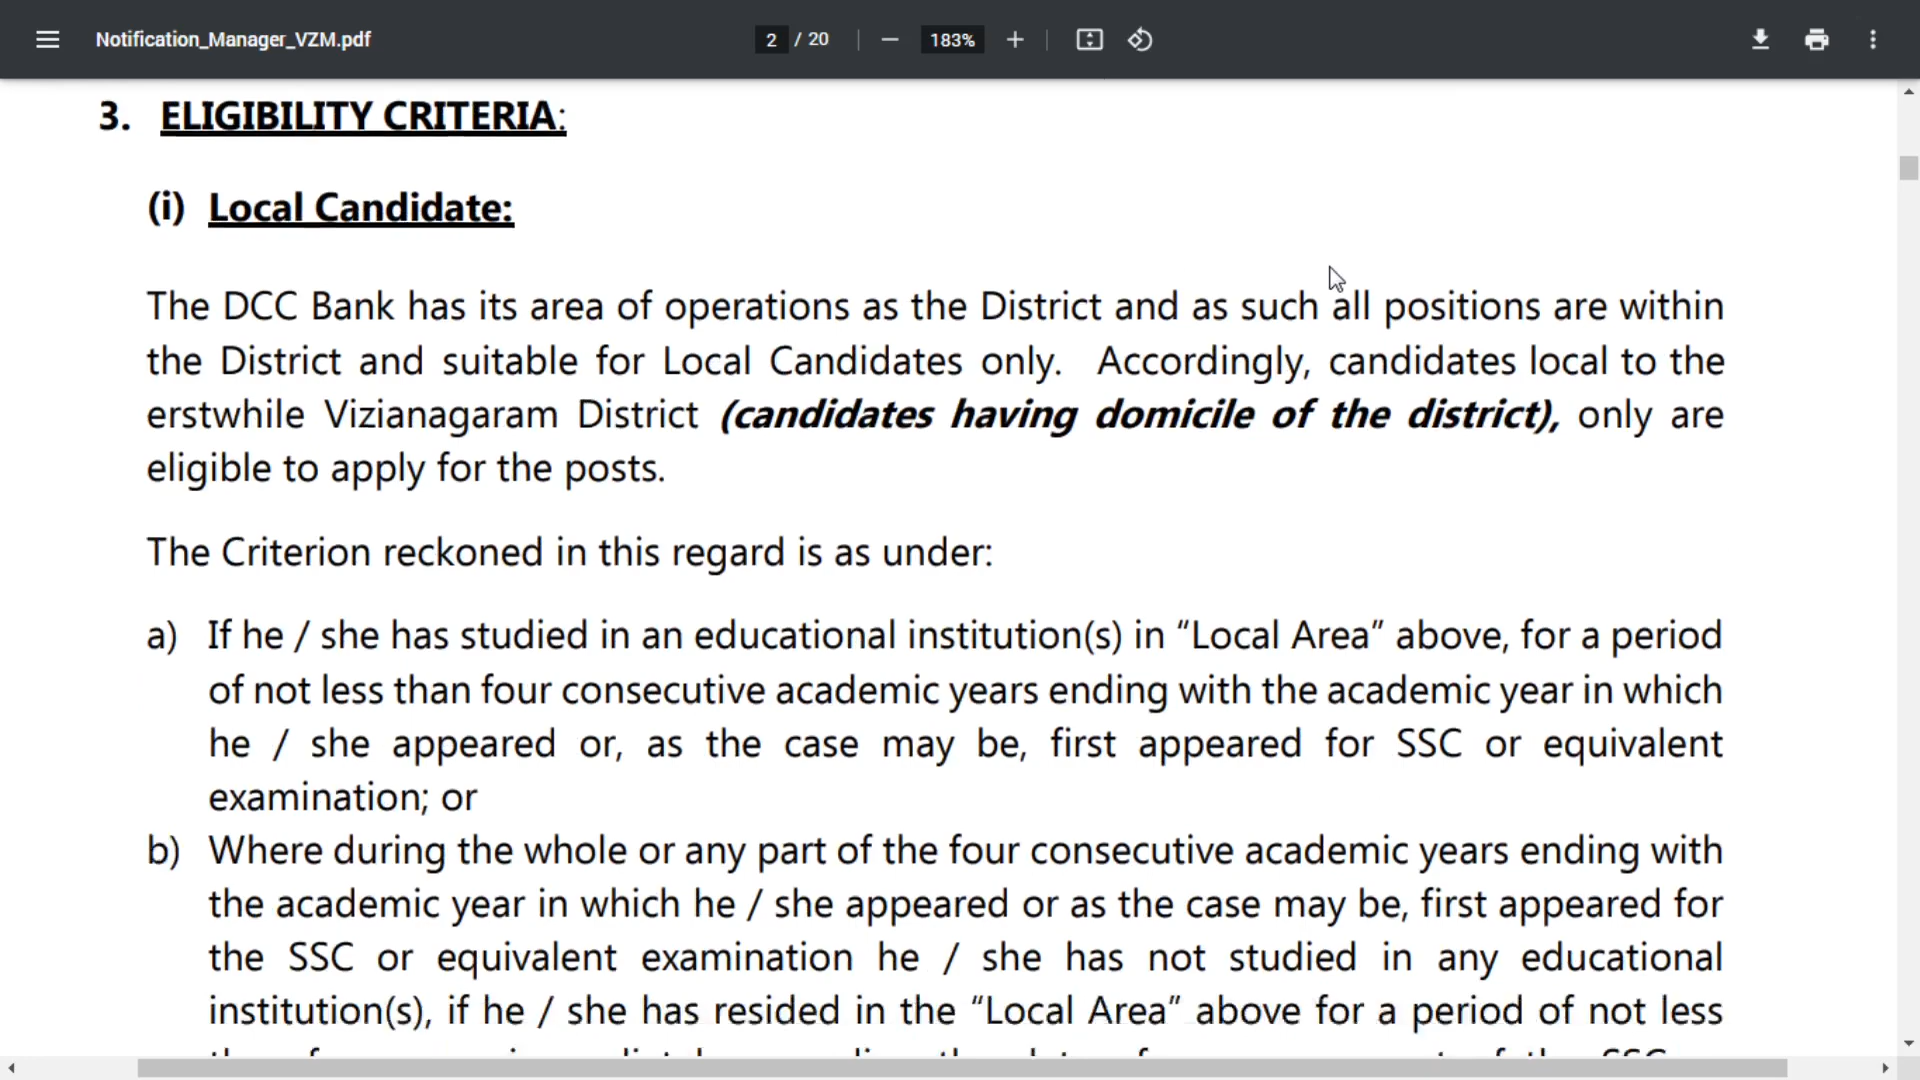 Notification_Manager_VZM.pdf
2 / 20
183%
3. ELIGIBILITY CRITERIA:
(i) Local Candidate:
The DCC Bank has its area of operations as the District and as such all positions are within
the District and suitable for Local Candidates only. Accordingly, candidates local to the
erstwhile Vizianagaram District (candidates having domicile of the district), only are
eligible to apply for the posts.
The Criterion reckoned in this regard is as under:
a) If he / she has studied in an educational institution(s) in “Local Area” above, for a period
of not less than four consecutive academic years ending with the academic year in which
he / she appeared or, as the case may be, first appeared for SSC or equivalent
examination; or
b) Where during the whole or any part of the four consecutive academic years ending with
the academic year in which he / she appeared or as the case may be, first appeared for
the SSC or equivalent examination he / she has not studied in any educational
institution(s), if he / she has resided in the “Local Area” above for a period of not less